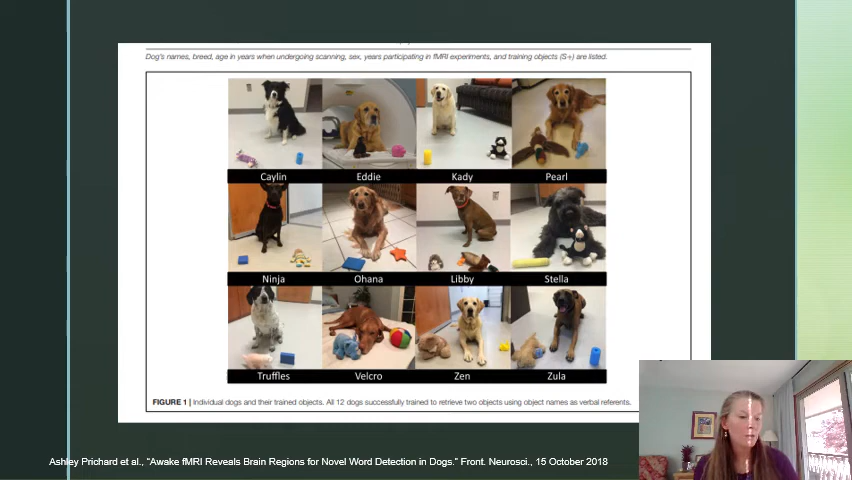 Dog's names, breed, age in years when undergoing scanning, sex, years participating in fMRI experiments, and training objects (S+) are listed.
Caylin Eddie Kady Pearl
Ninja Ohana Libby Stella
Truffles Velcro Zen Zula
FIGURE 1 | Individual dogs and their trained objects. All 12 dogs successfully trained to retrieve two objects using object names as verbal referents.
Ashley Prichard et al., "Awake fMRI Reveals Brain Regions for Novel Word Detection in Dogs." Front. Neurosci., 15 October 2018